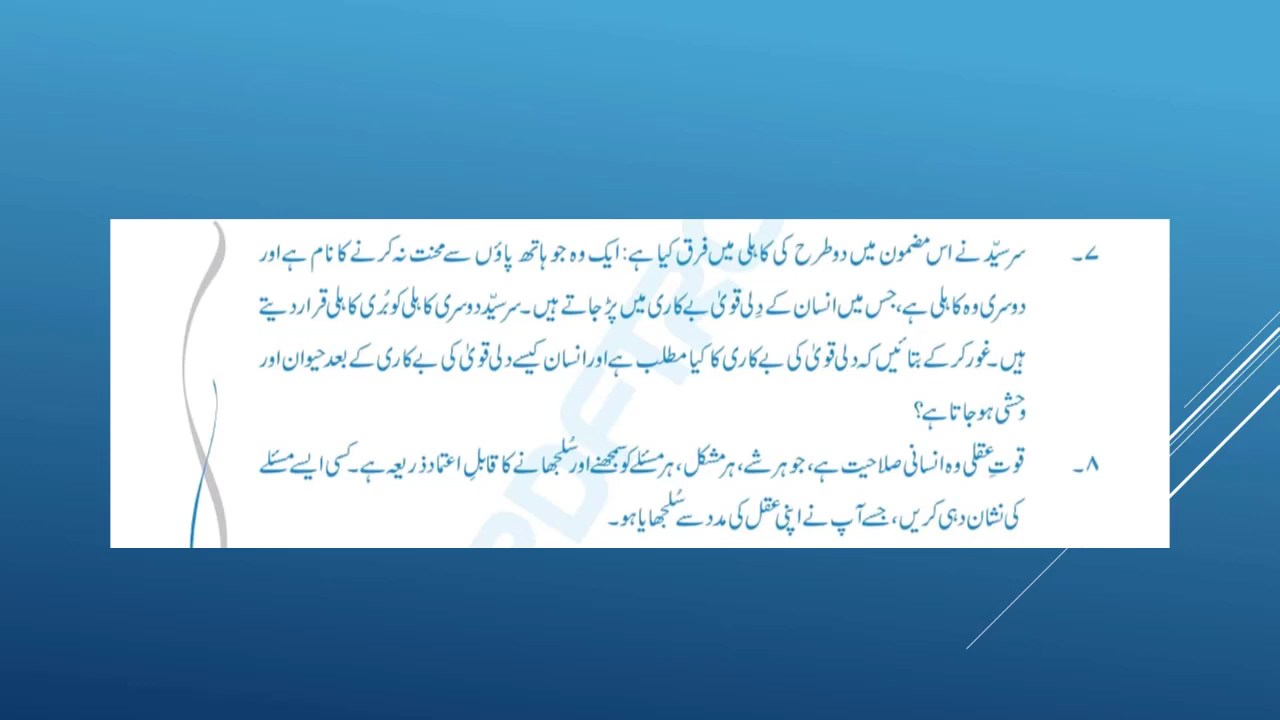 ۷۔ سرسیّد نے اس مضمون میں دو طرح کی کاہلی میں فرق کیا ہے: ایک وہ جو ہاتھ پاؤں سے محنت نہ کرنے کا نام ہے اور
دوسری وہ کاہلی ہے، جس میں انسان کے دِلی قویٰ بے کاری میں پڑ جاتے ہیں۔ سرسیّد دوسری کاہلی کو بُری کاہلی قرار دیتے
ہیں۔ غور کر کے بتائیں کہ دلی قویٰ کی بے کاری کا کیا مطلب ہے اور انسان کیسے دلی قویٰ کی بے کاری کے بعد حیوان اور
وحشی ہو جاتا ہے؟
۸۔ قوتِ عقلی وہ انسانی صلاحیت ہے، جو ہر شے، ہر مشکل، ہر مسئلے کو سمجھنے اور سُلجھانے کا قابلِ اعتماد ذریعہ ہے۔ کسی ایسے مسئلے
کی نشان دہی کریں، جسے آپ نے اپنی عقل کی مدد سے سُلجھایا ہو۔